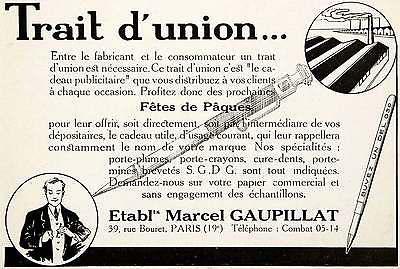 Trait d'union...
Entre le fabricant et le consommateur un trait
d'union est nécessaire. Ce trait d'union c'est "le ca-
deau publicitaire" que vous distribuez à vos clients
à chaque occasion. Profitez donc des prochaines
Fêtes de Pâques
pour leur offrir, soit directement, soit par l'intermédiaire de vos
dépositaires, le cadeau utile, d'usage courant, qui leur rappellera
constamment le nom de votre marque Nos spécialités :
porte-plumes, porte-crayons, cure-dents, porte-
mines brevetés S. G. D. G. sont tout indiquées.
Demandez-nous sur votre papier commercial et
sans engagement des échantillons.
Etablts Marcel GAUPILLAT
39, rue Bouret, PARIS (19e) Téléphone : Combat 05-14
BUVEZ UN